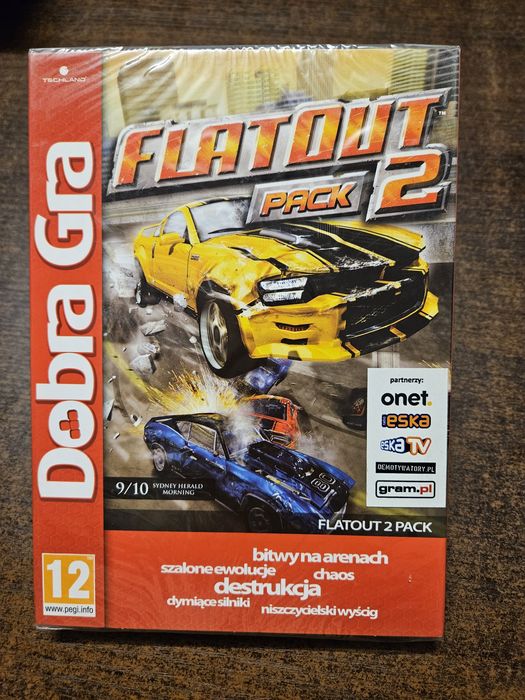 TECHLAND
Dobra Gra
FLATOUT
PACK 2
™
partnerzy:
onet.
ESKA
eSKA TV
DEMOTYWATORY.PL
gram.pl
9/10 SYDNEY HERALD
MORNING
FLATOUT 2 PACK
bitwy na arenach
szalone ewolucje chaos
destrukcja
dymiące silniki niszczycielski wyścig
12
www.pegi.info